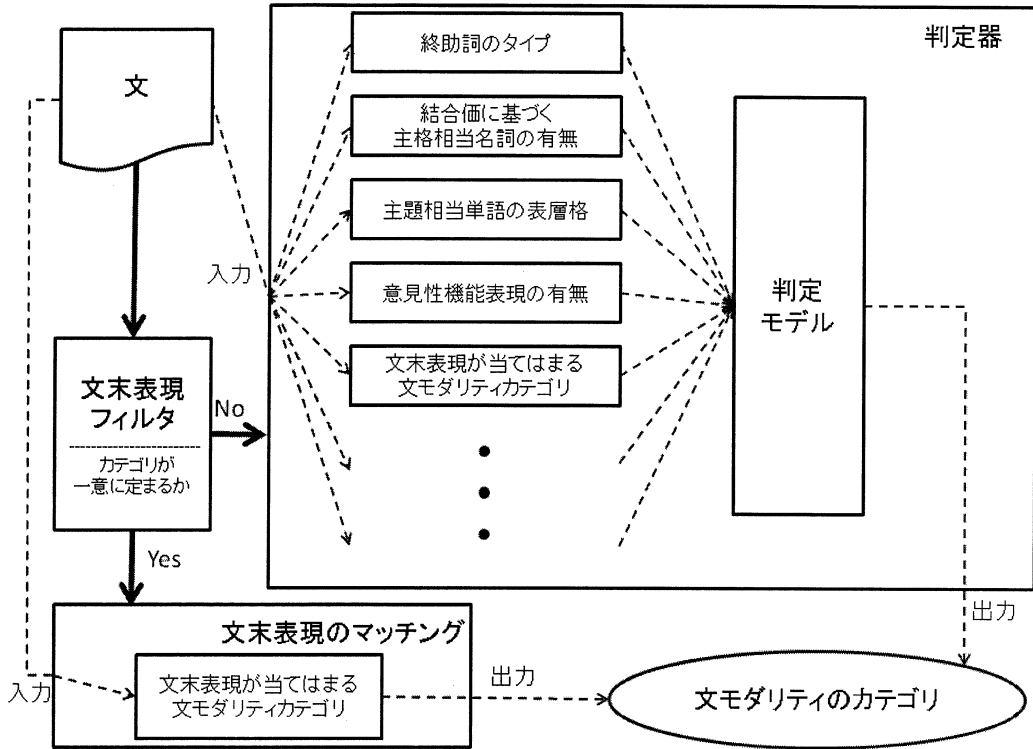 判定器
文
終助詞のタイプ
結合価に基づく
主格相当名詞の有無
主題相当単語の表層格
意見性機能表現の有無
文末表現が当てはまる
文モダリティカテゴリ
判定
モデル
入力
文末表現
フィルタ
カテゴリが
一意に定まるか
No
Yes
文末表現のマッチング
入力
文末表現が当てはまる
文モダリティカテゴリ
出力
出力
文モダリティのカテゴリ